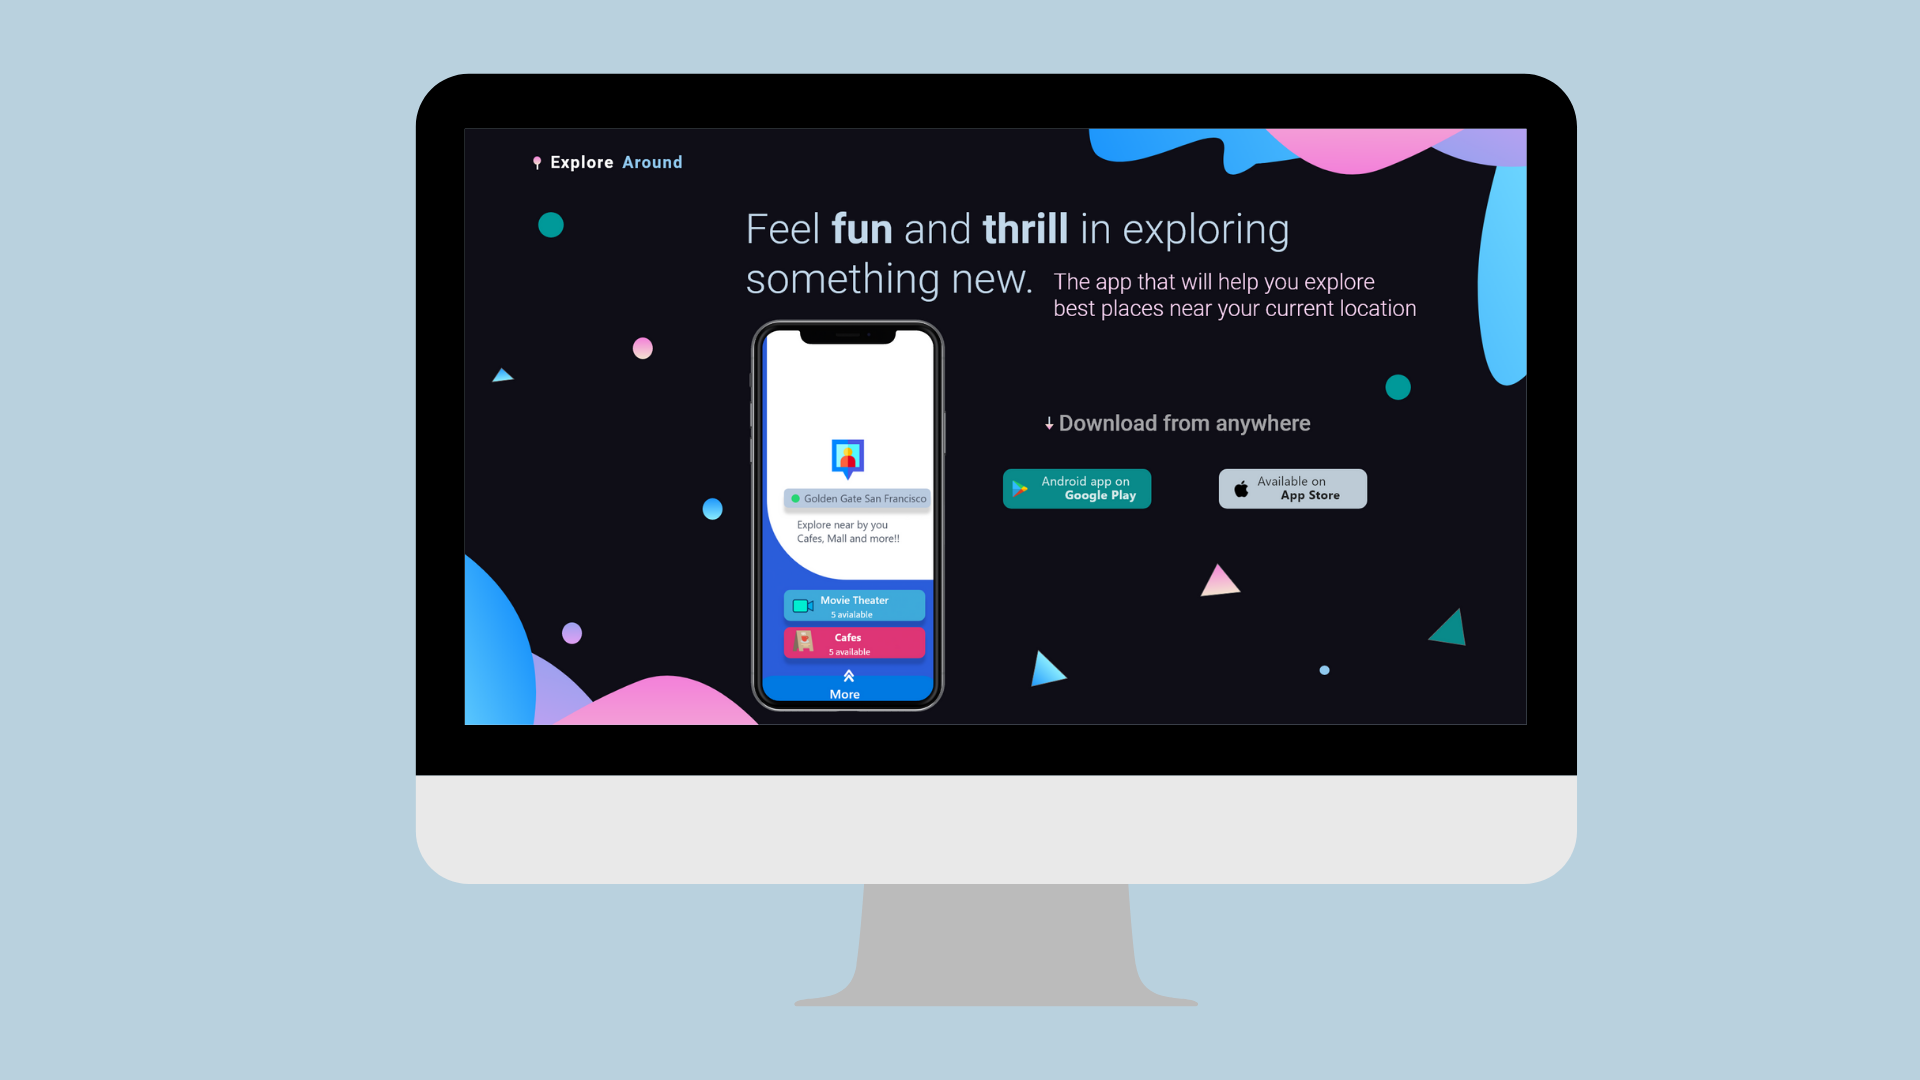 Explore Around
Feel fun and thrill in exploring
something new.
The app that will help you explore
best places near your current location
Golden Gate San Francisco
Explore near by you
Cafes, Mall and more!!
Movie Theater
5 avialable
Cafes
5 available
More
Download from anywhere
Android app on
Google Play
Available on
App Store